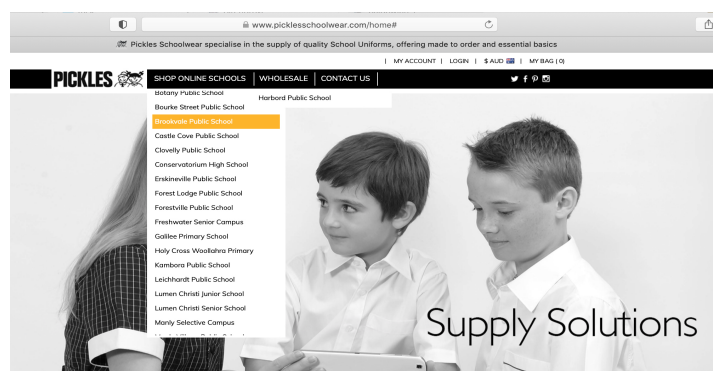 www.picklesschoolwear.com/home#
Pickles Schoolwear specialise in the supply of quality School Uniforms, offering made to order and essential basics
| MY ACCOUNT | LOGIN | $ AUD | MY BAG ( 0)
PICKLES
SHOP ONLINE SCHOOLS | WHOLESALE | CONTACT US |
Botany Public School
Harbord Public School
Bourke Street Public School
Brookvale Public School
Castle Cove Public School
Clovelly Public School
Conservatorium High School
Erskineville Public School
Forest Lodge Public School
Forestville Public School
Freshwater Senior Campus
Galilee Primary School
Holy Cross Woollahra Primary
Kambora Public School
Leichhardt Public School
Lumen Christi Junior School
Lumen Christi Senior School
Manly Selective Campus
Supply Solutions